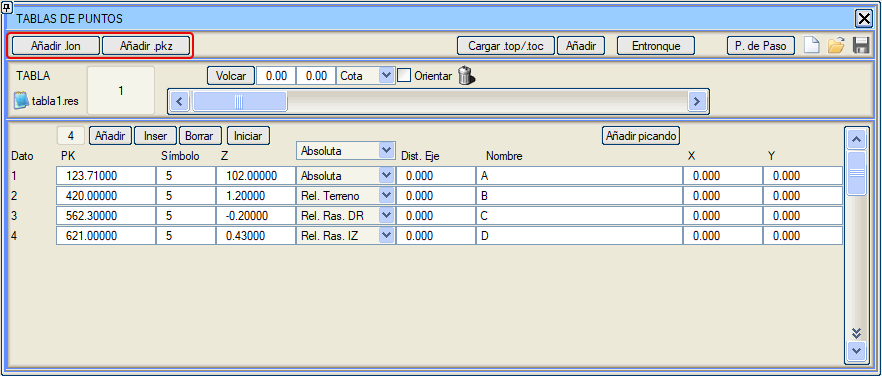 TABLAS DE PUNTOS
Añadir .lon Añadir .pkz Cargar .top/.toc Añadir Entronque P. de Paso
TABLA 1 Volcar 0.00 0.00 Cota Orientar
tabla1.res
4 Añadir Inser Borrar Iniciar Añadir picando
Dato PK Símbolo Z Absoluta Dist. Eje Nombre X Y
1 123.71000 5 102.00000 Absoluta 0.000 A 0.000 0.000
2 420.00000 5 1.20000 Rel. Terreno 0.000 B 0.000 0.000
3 562.30000 5 -0.20000 Rel. Ras. DR 0.000 C 0.000 0.000
4 621.00000 5 0.43000 Rel. Ras. IZ 0.000 D 0.000 0.000